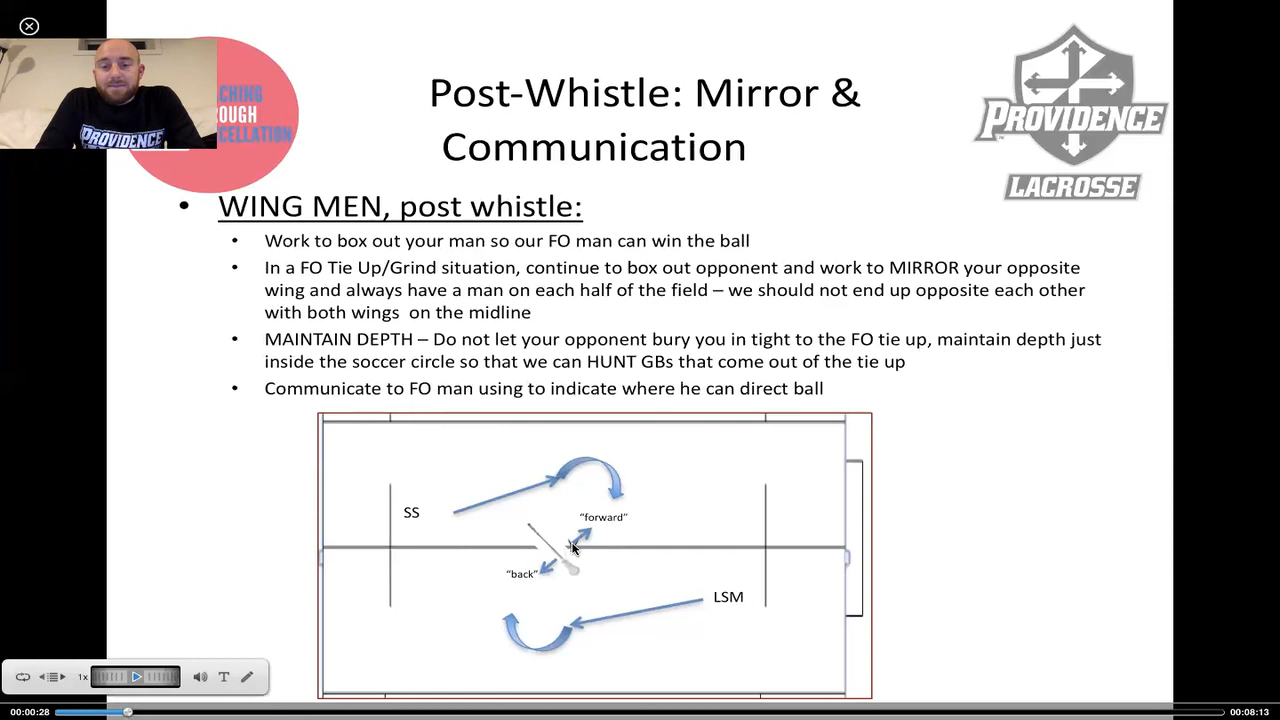 CHING
OUGH
CELLATION
PROVIDENCE
PROVIDENCE
LACROSSE
Post-Whistle: Mirror &
Communication
• WING MEN, post whistle:
• Work to box out your man so our FO man can win the ball
• In a FO Tie Up/Grind situation, continue to box out opponent and work to MIRROR your opposite
wing and always have a man on each half of the field – we should not end up opposite each other
with both wings on the midline
• MAINTAIN DEPTH – Do not let your opponent bury you in tight to the FO tie up, maintain depth just
inside the soccer circle so that we can HUNT GBs that come out of the tie up
• Communicate to FO man using to indicate where he can direct ball
SS
“forward”
“back”
LSM
1x
T
00:00:28
00:08:13